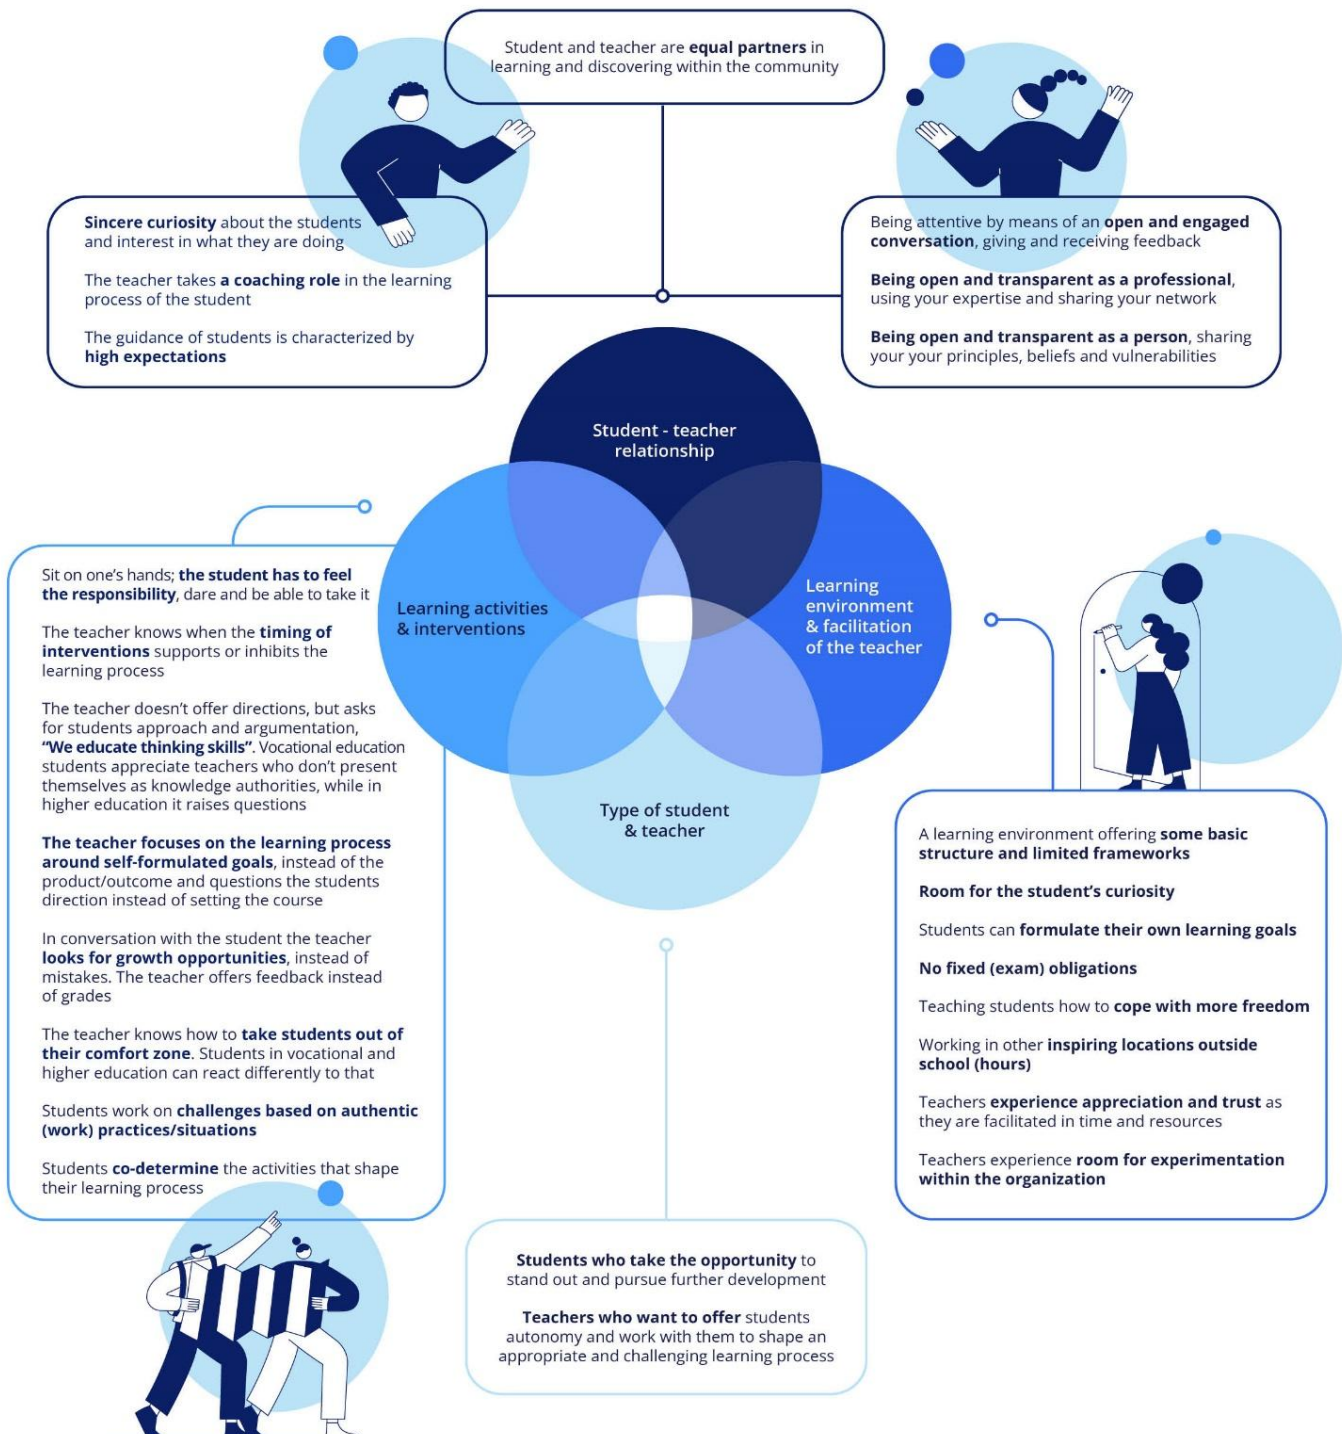 Student and teacher are equal partners in
learning and discovering within the community
Sincere curiosity about the students
and interest in what they are doing
The teacher takes a coaching role in the learning
process of the student
The guidance of students is characterized by
high expectations
Being attentive by means of an open and engaged
conversation, giving and receiving feedback
Being open and transparent as a professional,
using your expertise and sharing your network
Being open and transparent as a person, sharing
your your principles, beliefs and vulnerabilities
Student - teacher
relationship
Learning activities
& interventions
Learning
environment
& facilitation
of the teacher
Type of student
& teacher
Sit on one's hands; the student has to feel
the responsibility, dare and be able to take it
The teacher knows when the timing of
interventions supports or inhibits the
learning process
The teacher doesn't offer directions, but asks
for students approach and argumentation,
“We educate thinking skills”. Vocational education
students appreciate teachers who don't present
themselves as knowledge authorities, while in
higher education it raises questions
The teacher focuses on the learning process
around self-formulated goals, instead of the
product/outcome and questions the students
direction instead of setting the course
In conversation with the student the teacher
looks for growth opportunities, instead of
mistakes. The teacher offers feedback instead
of grades
The teacher knows how to take students out of
their comfort zone. Students in vocational and
higher education can react differently to that
Students work on challenges based on authentic
(work) practices/situations
Students co-determine the activities that shape
their learning process
A learning environment offering some basic
structure and limited frameworks
Room for the student's curiosity
Students can formulate their own learning goals
No fixed (exam) obligations
Teaching students how to cope with more freedom
Working in other inspiring locations outside
school (hours)
Teachers experience appreciation and trust as
they are facilitated in time and resources
Teachers experience room for experimentation
within the organization
Students who take the opportunity to
stand out and pursue further development
Teachers who want to offer students
autonomy and work with them to shape an
appropriate and challenging learning process